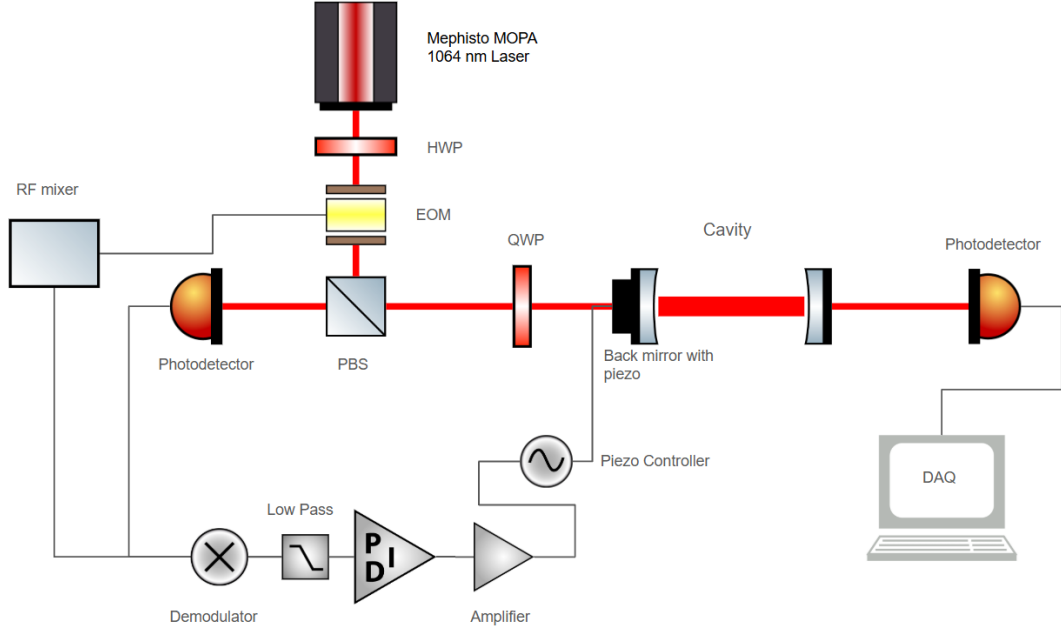 Mephisto MOPA
1064 nm Laser
HWP
RF mixer
EOM
QWP
Cavity
Photodetector
Photodetector
PBS
Back mirror with
piezo
Piezo Controller
DAQ
Low Pass
P
I
D
Demodulator
Amplifier